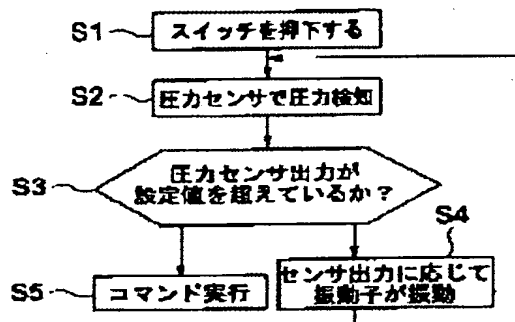 S1
スイッチを押下する
S2
圧力センサで圧力検知
S3
圧力センサ出力が
設定値を超えているか？
S4
センサ出力に応じて
振動子が振動
S5
コマンド実行